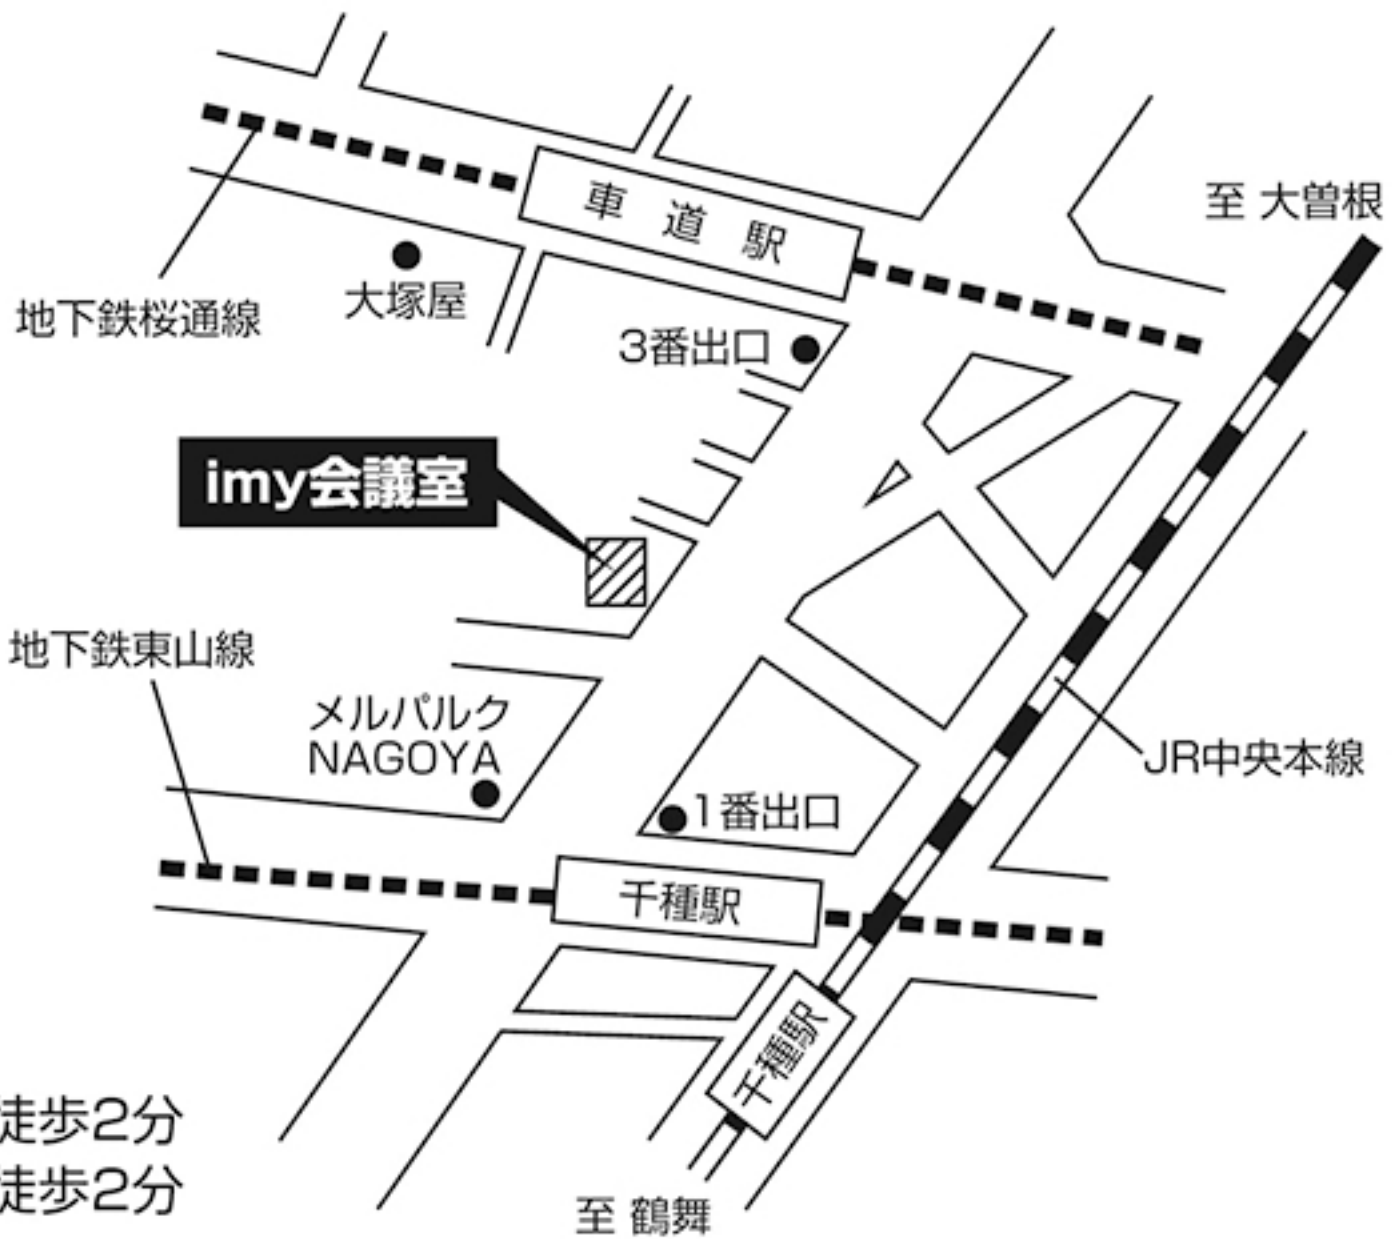 車道駅
至 大曽根
地下鉄桜通線
大塚屋
3番出口
imy会議室
地下鉄東山線
メルパルク
NAGOYA
JR中央本線
1番出口
千種駅
千種駅
徒歩2分
徒歩2分
至 鶴舞